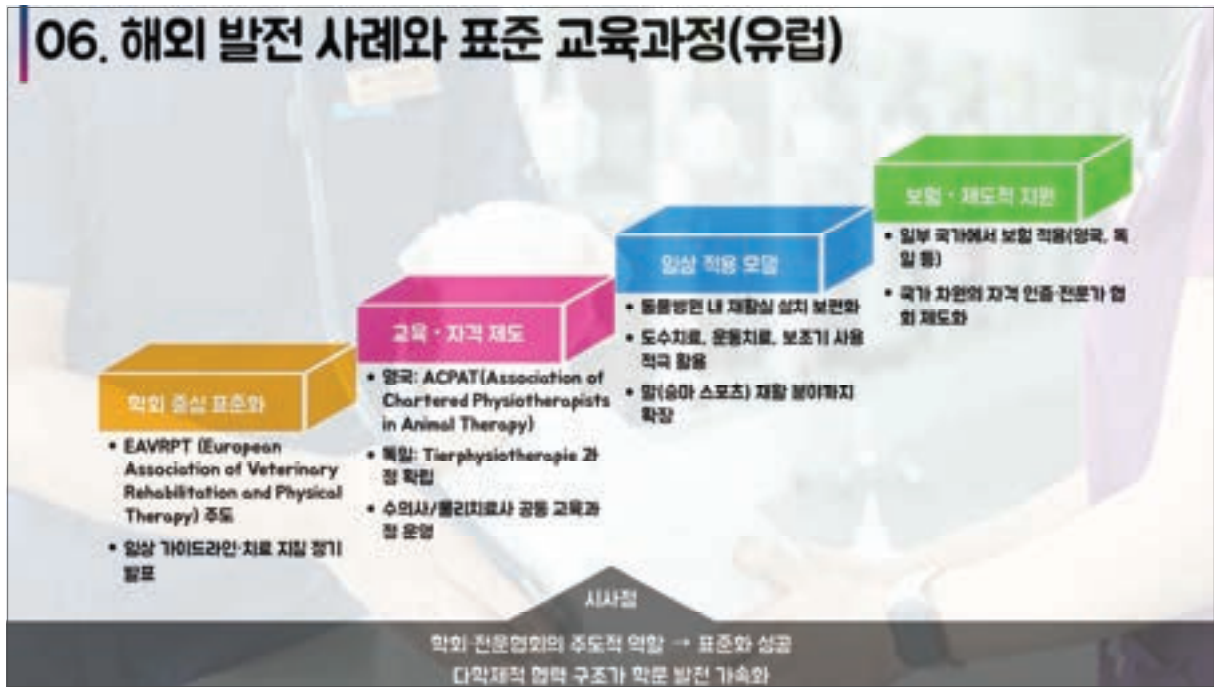 06. 해외 발전 사례와 표준 교육과정(유럽)
학회 중심 표준화
• EAVRPT (European
Association of Veterinary
Rehabilitation and Physical
Therapy) 주도
• 임상 가이드라인·치료 지침 정기
발표
교육·자격 제도
• 영국: ACPAT(Association of
Chartered Physiotherapists
in Animal Therapy)
• 독일: Tierphysiotherapie 과
정 확립
• 수의사/물리치료사 공동 교육과
정 운영
임상 적용 모델
• 동물병원 내 재활실 설치 보편화
• 도수치료, 운동치료, 보조기 사용
적극 활용
• 말(승마 스포츠) 재활 분야까지
확장
보험·제도적 지원
• 일부 국가에서 보험 적용(영국, 독
일 등)
• 국가 차원의 자격 인증·전문가 협
회 제도화
시사점
학회·전문협회의 주도적 역할 → 표준화 성공
다학제적 협력 구조가 학문 발전 가속화